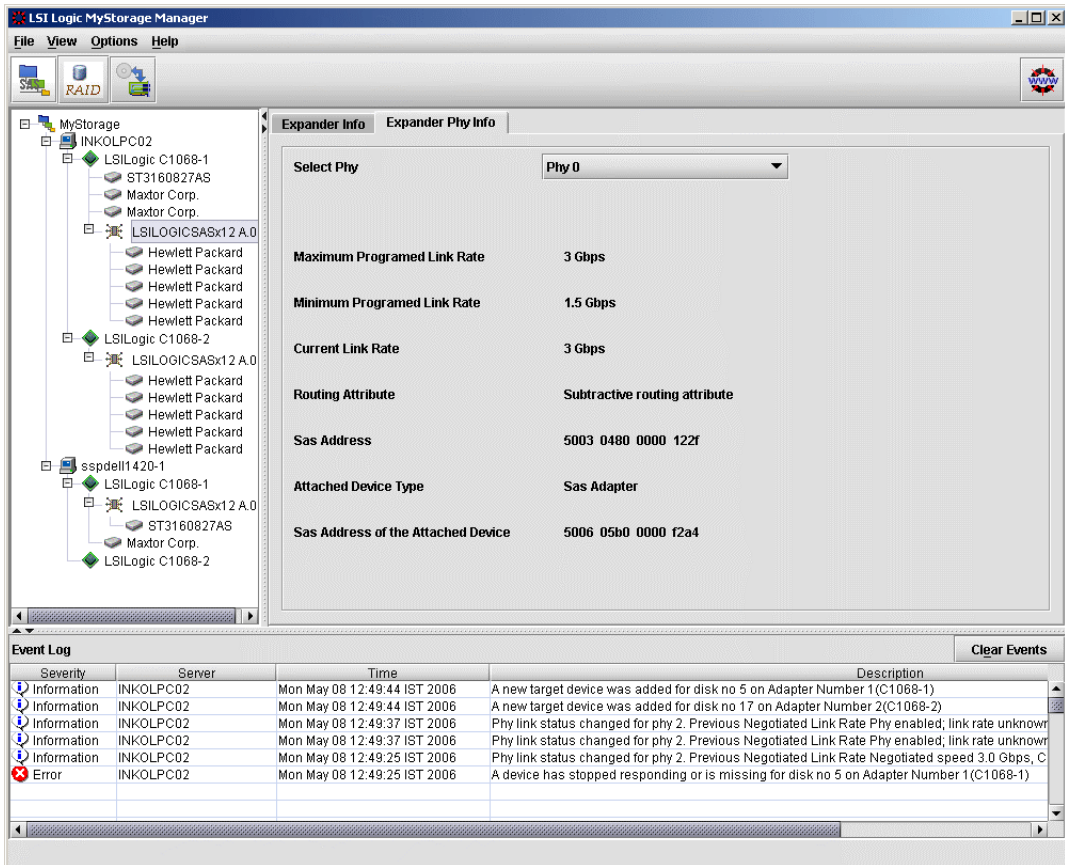 LSI Logic MyStorage Manager
File View Options Help
SAS
RAID
www
MyStorage
INKOLPC02
LSILogic C1068-1
ST3160827AS
Maxtor Corp.
Maxtor Corp.
LSILOGICSASx12 A.0
Hewlett Packard
Hewlett Packard
Hewlett Packard
Hewlett Packard
Hewlett Packard
LSILogic C1068-2
LSILOGICSASx12 A.0
Hewlett Packard
Hewlett Packard
Hewlett Packard
Hewlett Packard
Hewlett Packard
sspdell1420-1
LSILogic C1068-1
LSILOGICSASx12 A.0
ST3160827AS
Maxtor Corp.
LSILogic C1068-2
Expander Info Expander Phy Info
Select Phy Phy 0
Maximum Programed Link Rate 3 Gbps
Minimum Programed Link Rate 1.5 Gbps
Current Link Rate 3 Gbps
Routing Attribute Subtractive routing attribute
Sas Address 5003 0480 0000 122f
Attached Device Type Sas Adapter
Sas Address of the Attached Device 5006 05b0 0000 f2a4
Event Log Clear Events
Severity Server Time Description
Information INKOLPC02 Mon May 08 12:49:44 IST 2006 A new target device was added for disk no 5 on Adapter Number 1(C1068-1)
Information INKOLPC02 Mon May 08 12:49:44 IST 2006 A new target device was added for disk no 17 on Adapter Number 2(C1068-2)
Information INKOLPC02 Mon May 08 12:49:37 IST 2006 Phy link status changed for phy 2. Previous Negotiated Link Rate Phy enabled; link rate unknown
Information INKOLPC02 Mon May 08 12:49:37 IST 2006 Phy link status changed for phy 2. Previous Negotiated Link Rate Phy enabled; link rate unknown
Information INKOLPC02 Mon May 08 12:49:25 IST 2006 Phy link status changed for phy 2. Previous Negotiated Link Rate Negotiated speed 3.0 Gbps, C
Error INKOLPC02 Mon May 08 12:49:25 IST 2006 A device has stopped responding or is missing for disk no 5 on Adapter Number 1(C1068-1)